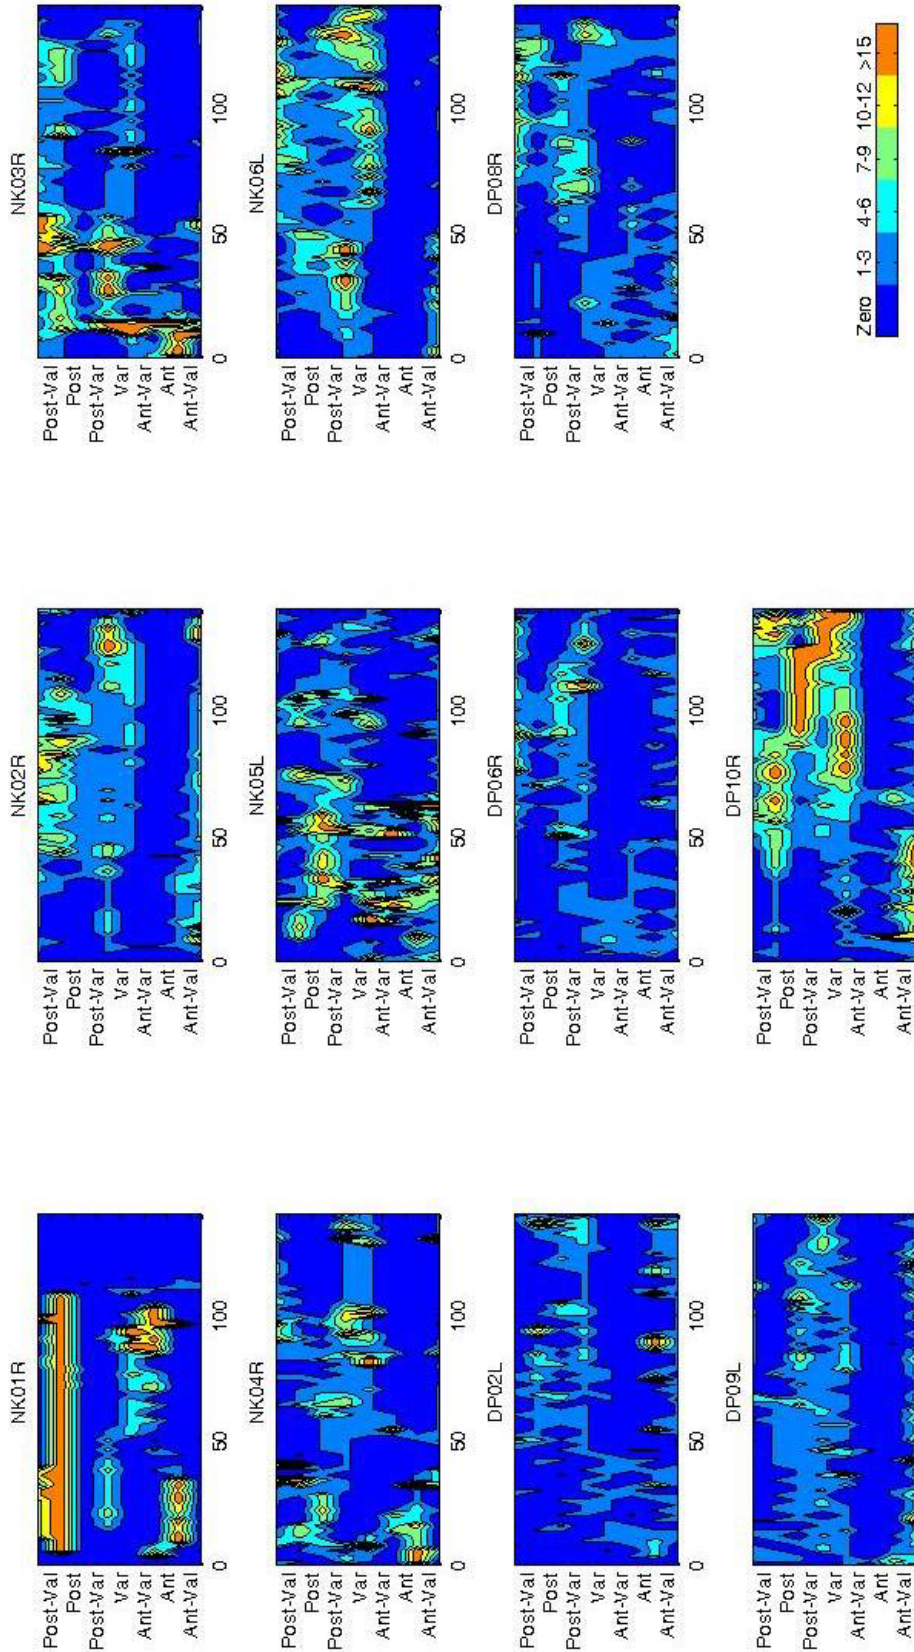 NK01R
Post-Val
Post
Post-Var
Var
Ant-Var
Ant
Ant-Val
0 50 100
NK02R
Post-Val
Post
Post-Var
Var
Ant-Var
Ant
Ant-Val
0 50 100
NK03R
Post-Val
Post
Post-Var
Var
Ant-Var
Ant
Ant-Val
0 50 100
NK04R
Post-Val
Post
Post-Var
Var
Ant-Var
Ant
Ant-Val
0 50 100
NK05L
Post-Val
Post
Post-Var
Var
Ant-Var
Ant
Ant-Val
0 50 100
NK06L
Post-Val
Post
Post-Var
Var
Ant-Var
Ant
Ant-Val
0 50 100
DP02L
Post-Val
Post
Post-Var
Var
Ant-Var
Ant
Ant-Val
0 50 100
DP06R
Post-Val
Post
Post-Var
Var
Ant-Var
Ant
Ant-Val
0 50 100
DP08R
Post-Val
Post
Post-Var
Var
Ant-Var
Ant
Ant-Val
0 50 100
DP09L
Post-Val
Post
Post-Var
Var
Ant-Var
Ant
Ant-Val
DP10R
Post-Val
Post
Post-Var
Var
Ant-Var
Ant
Ant-Val
Zero 1-3 4-6 7-9 10-12 >15